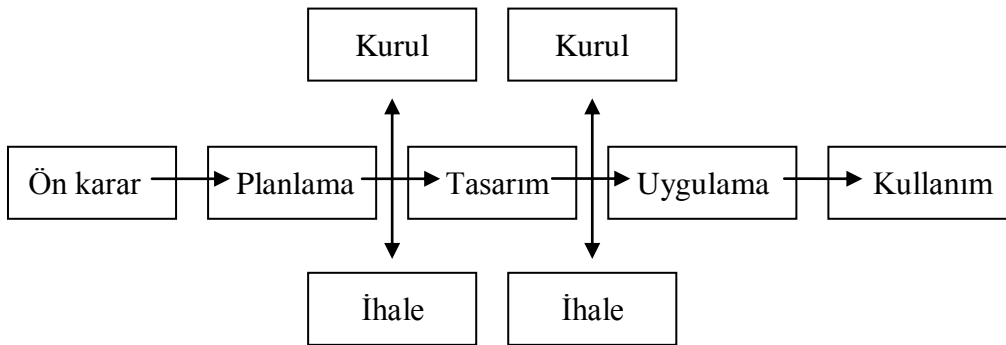 Kurul
Kurul
Ön karar
Planlama
Tasarım
Uygulama
Kullanım
İhale
İhale